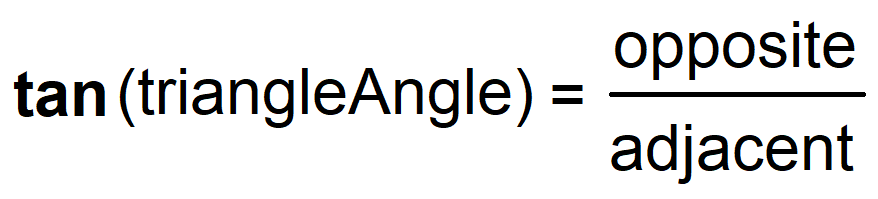 opposite
tan(triangleAngle) =
adjacent